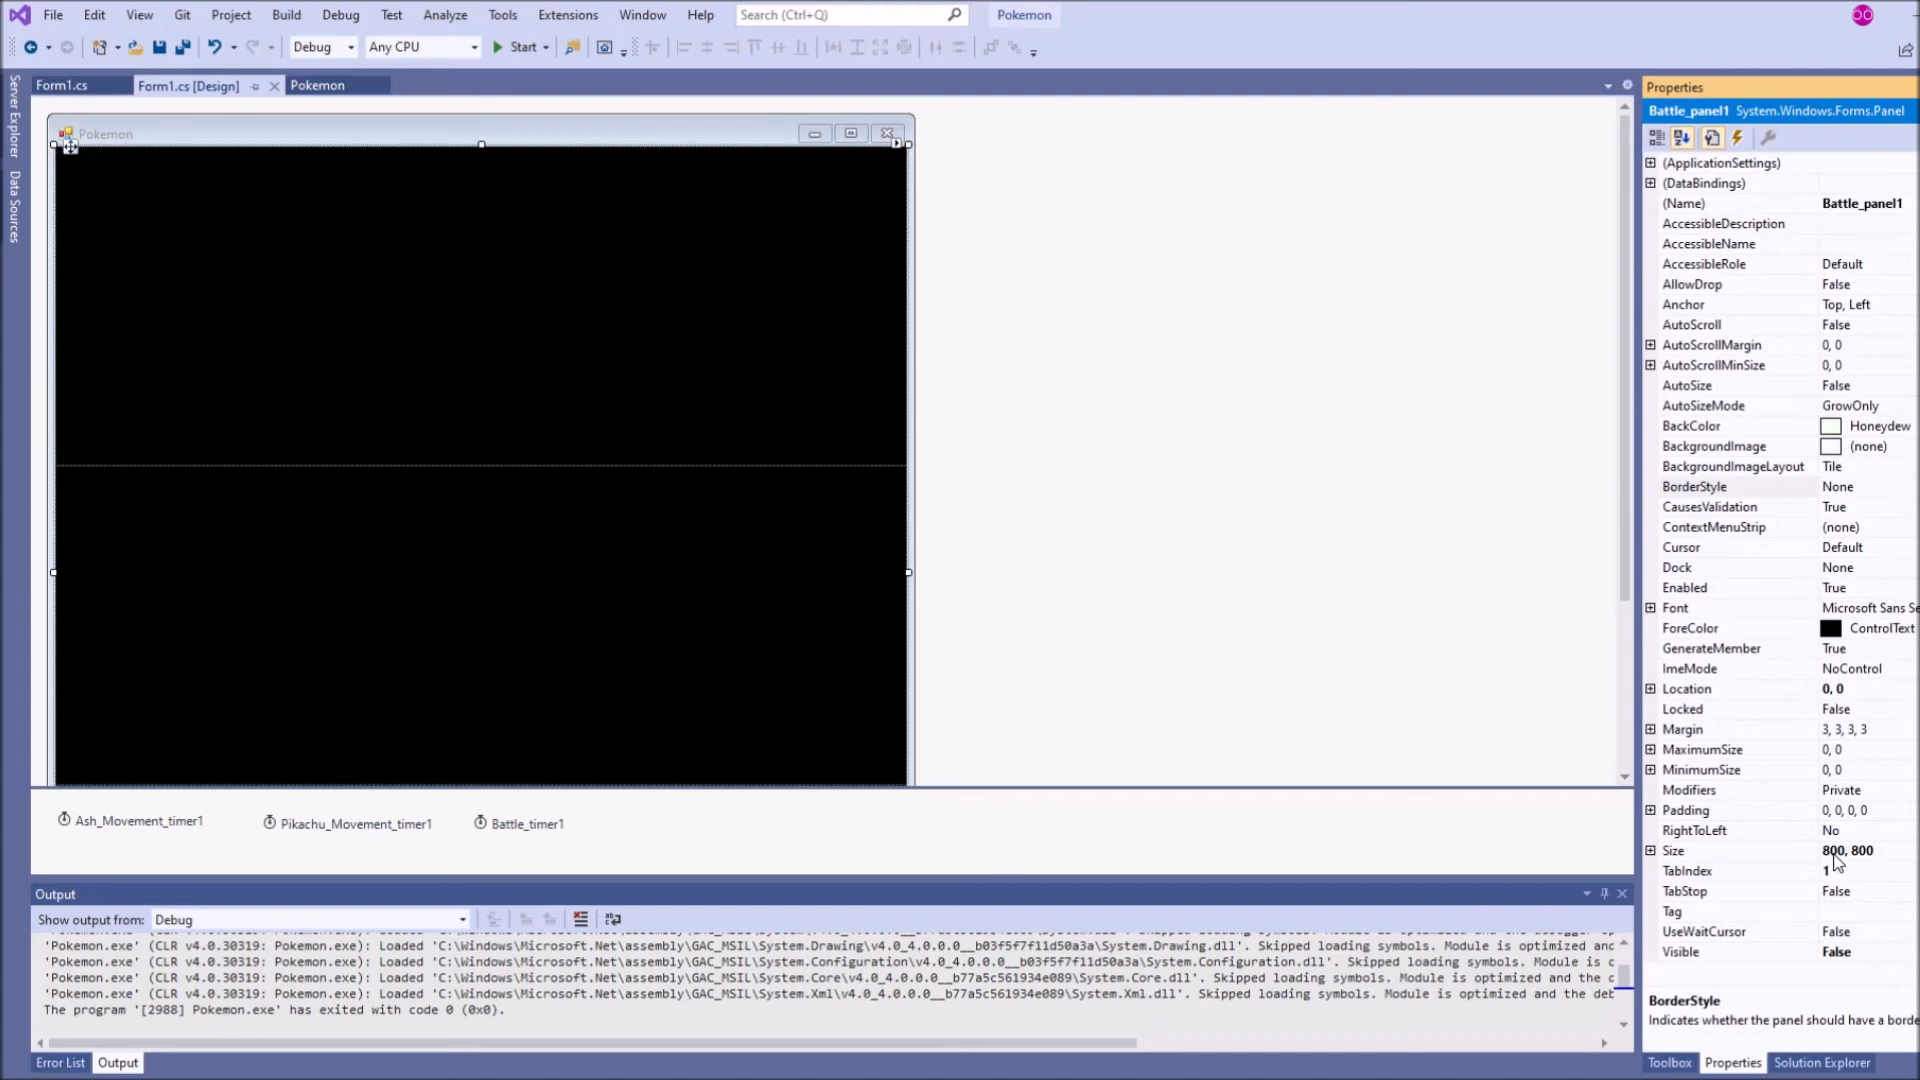 File Edit View Git Project Build Debug Test Analyze Tools Extensions Window Help Search (Ctrl+Q) Pokemon
Debug Any CPU Start
Server Explorer
Data Sources
Form1.cs Form1.cs [Design] Pokemon
Pokemon
Ash_Movement_timer1 Pikachu_Movement_timer1 Battle_timer1
Output
Show output from: Debug
'Pokemon.exe' (CLR v4.0.30319: Pokemon.exe): Loaded 'C:\Windows\Microsoft.Net\assembly\GAC_MSIL\System.Drawing\v4.0_4.0.0.0__b03f5f7f11d50a3a\System.Drawing.dll'. Skipped loading symbols. Module is optimized anc
'Pokemon.exe' (CLR v4.0.30319: Pokemon.exe): Loaded 'C:\Windows\Microsoft.Net\assembly\GAC_MSIL\System.Configuration\v4.0_4.0.0.0__b03f5f7f11d50a3a\System.Configuration.dll'. Skipped loading symbols. Module is c
'Pokemon.exe' (CLR v4.0.30319: Pokemon.exe): Loaded 'C:\Windows\Microsoft.Net\assembly\GAC_MSIL\System.Core\v4.0_4.0.0.0__b77a5c561934e089\System.Core.dll'. Skipped loading symbols. Module is optimized and the c
'Pokemon.exe' (CLR v4.0.30319: Pokemon.exe): Loaded 'C:\Windows\Microsoft.Net\assembly\GAC_MSIL\System.Xml\v4.0_4.0.0.0__b77a5c561934e089\System.Xml.dll'. Skipped loading symbols. Module is optimized and the deb
The program '[2988] Pokemon.exe' has exited with code 0 (0x0).
Error List Output
Properties
Battle_panel1 System.Windows.Forms.Panel
(ApplicationSettings)
(DataBindings)
(Name) Battle_panel1
AccessibleDescription
AccessibleName
AccessibleRole Default
AllowDrop False
Anchor Top, Left
AutoScroll False
AutoScrollMargin 0, 0
AutoScrollMinSize 0, 0
AutoSize False
AutoSizeMode GrowOnly
BackColor Honeydew
BackgroundImage (none)
BackgroundImageLayout Tile
BorderStyle None
CausesValidation True
ContextMenuStrip (none)
Cursor Default
Dock None
Enabled True
Font Microsoft Sans Se
ForeColor ControlText
GenerateMember True
ImeMode NoControl
Location 0, 0
Locked False
Margin 3, 3, 3, 3
MaximumSize 0, 0
MinimumSize 0, 0
Modifiers Private
Padding 0, 0, 0, 0
RightToLeft No
Size 800, 800
TabIndex 1
TabStop False
Tag
UseWaitCursor False
Visible False
BorderStyle
Indicates whether the panel should have a borde
Toolbox Properties Solution Explorer